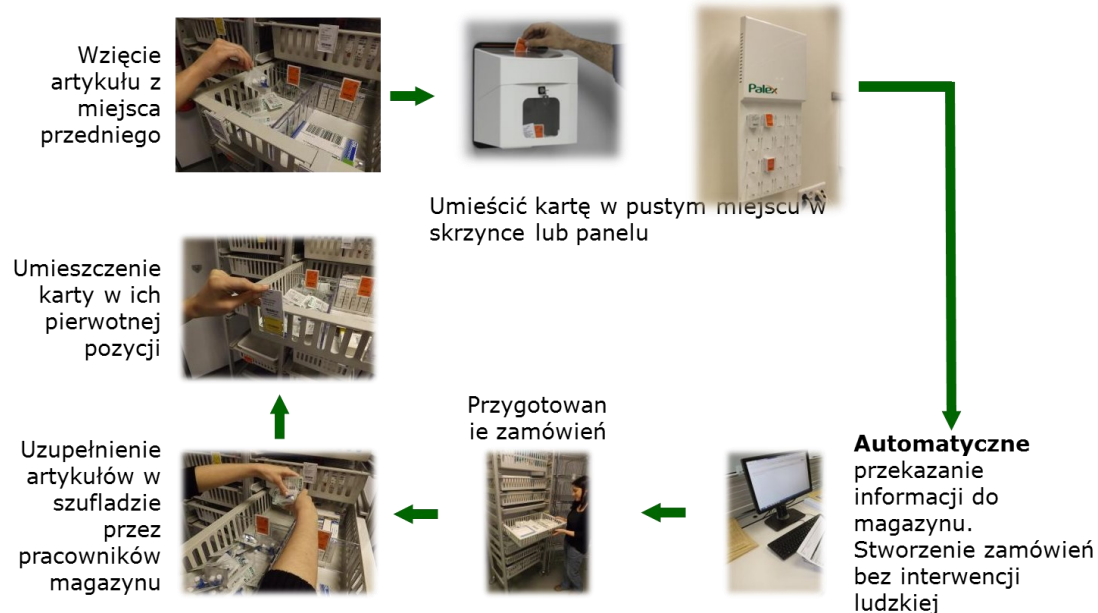 Wzięcie
artykułu z
miejsca
przedniego
Palex
Umieścić kartę w pustym miejscu w
skrzynce lub panelu
Umieszczenie
karty w ich
pierwotnej
pozycji
Przygotowan
ie zamówień
Uzupełnienie
artykułów w
szufladzie
przez
pracowników
magazynu
Automatyczne
przekazanie
informacji do
magazynu.
Stworzenie zamówień
bez interwencji
ludzkiej